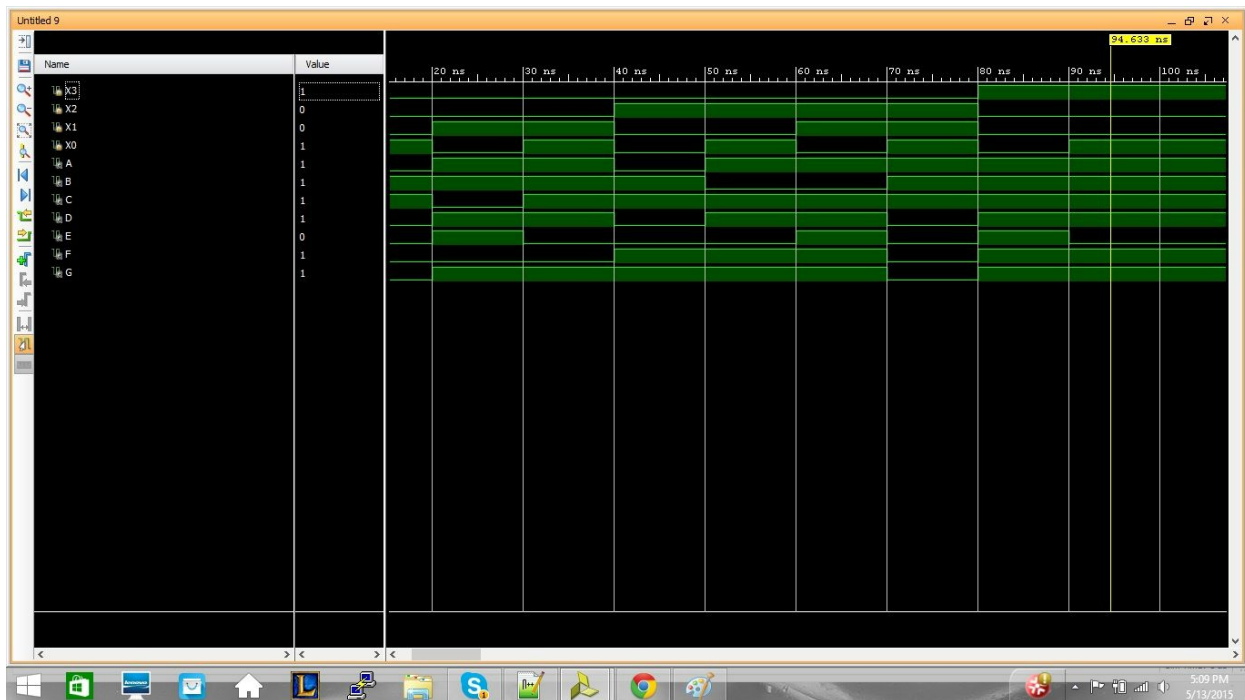 Untitled 9
94.633 ns
Name Value
20 ns 30 ns 40 ns 50 ns 60 ns 70 ns 80 ns 90 ns 100 ns
X3 1
X2 0
X1 0
X0 1
A 1
B 1
C 1
D 1
E 0
F 1
G 1
5:09 PM
5/13/2015